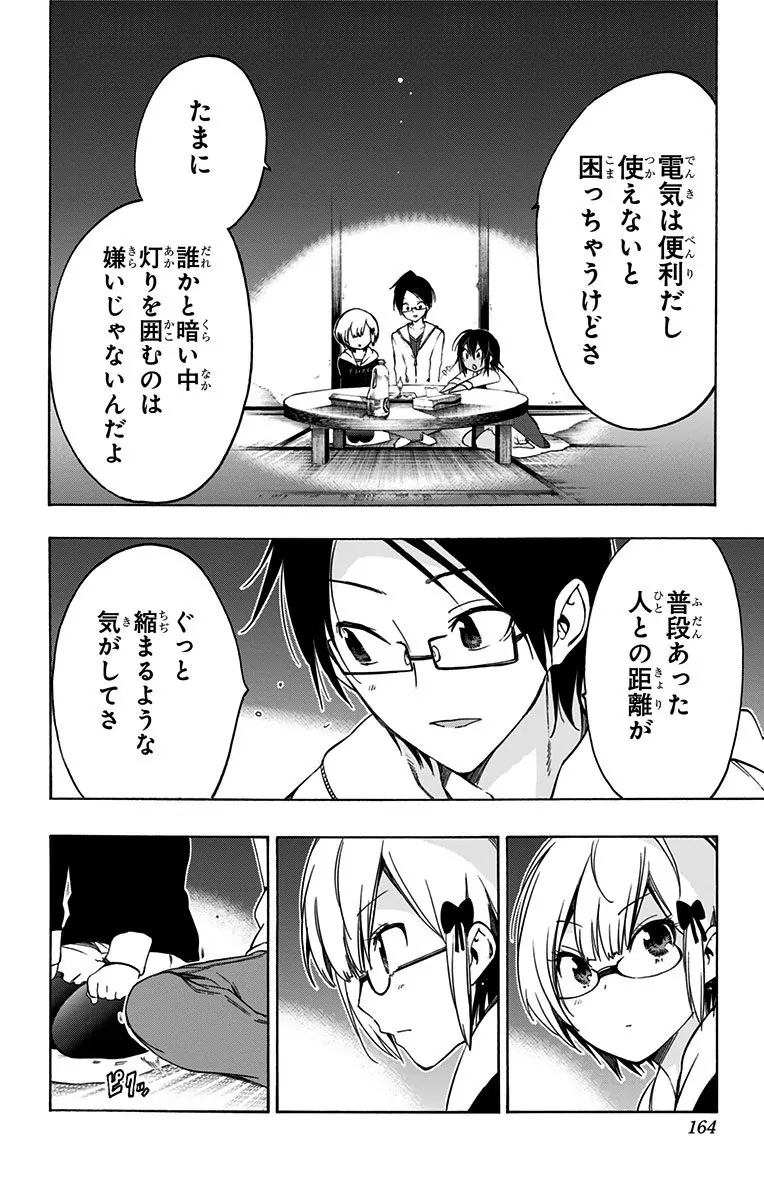 電気は便利だし
使えないと
困っちゃうけどさ
たまに
誰かと暗い中
灯りを囲むのは
嫌いじゃないんだよ
普段あった
人との距離が
ぐっと
縮まるような
気がしてさ
ピクッ
164